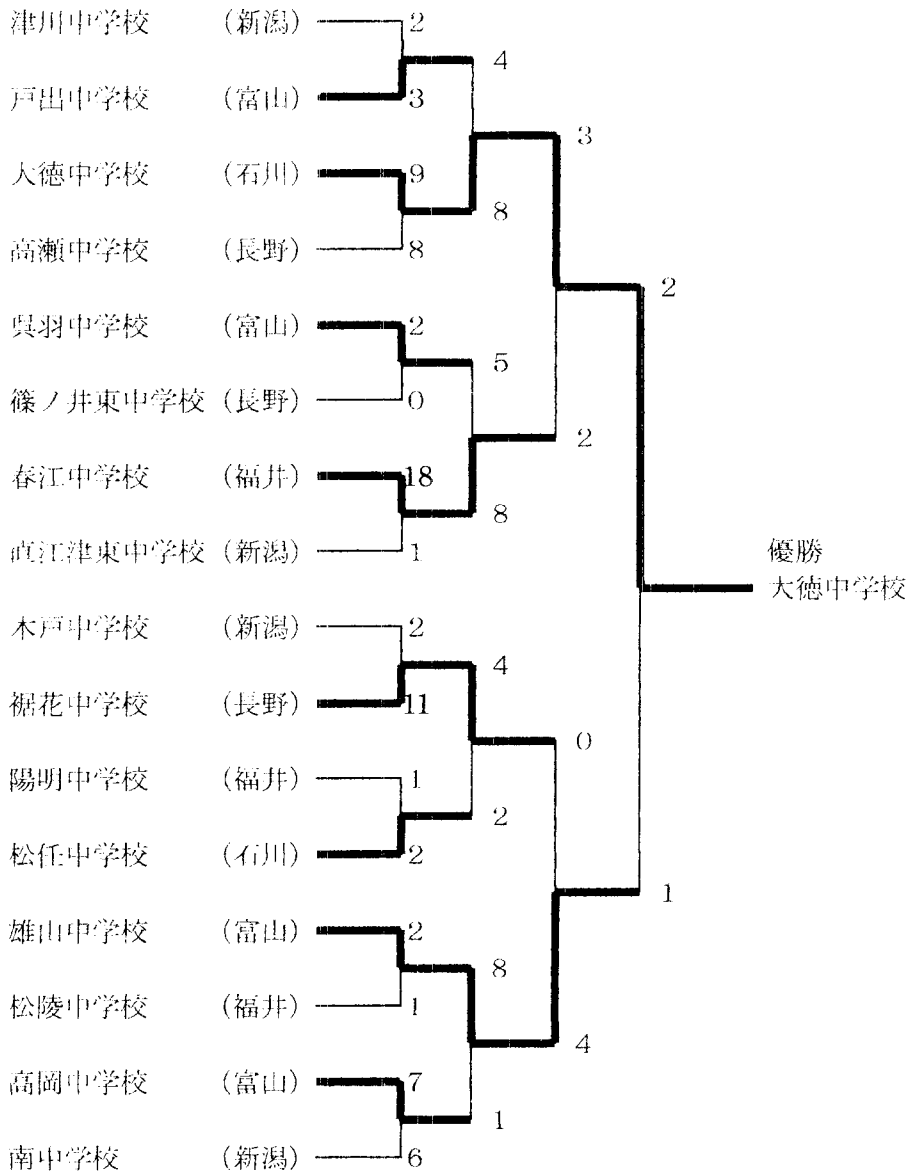 津川中学校 (新潟) 2
4
戸出中学校 (富山) 3
3
大徳中学校 (石川) 9
8
高瀬中学校 (長野) 8
2
呉羽中学校 (富山) 2
5
篠ノ井東中学校 (長野) 0
2
春江中学校 (福井) 18
8
直江津東中学校 (新潟) 1
優勝
大徳中学校
木戸中学校 (新潟) 2
4
裾花中学校 (長野) 11
0
陽明中学校 (福井) 1
2
松任中学校 (石川) 2
1
雄山中学校 (富山) 2
8
松陵中学校 (福井) 1
4
高岡中学校 (富山) 7
1
南中学校 (新潟) 6